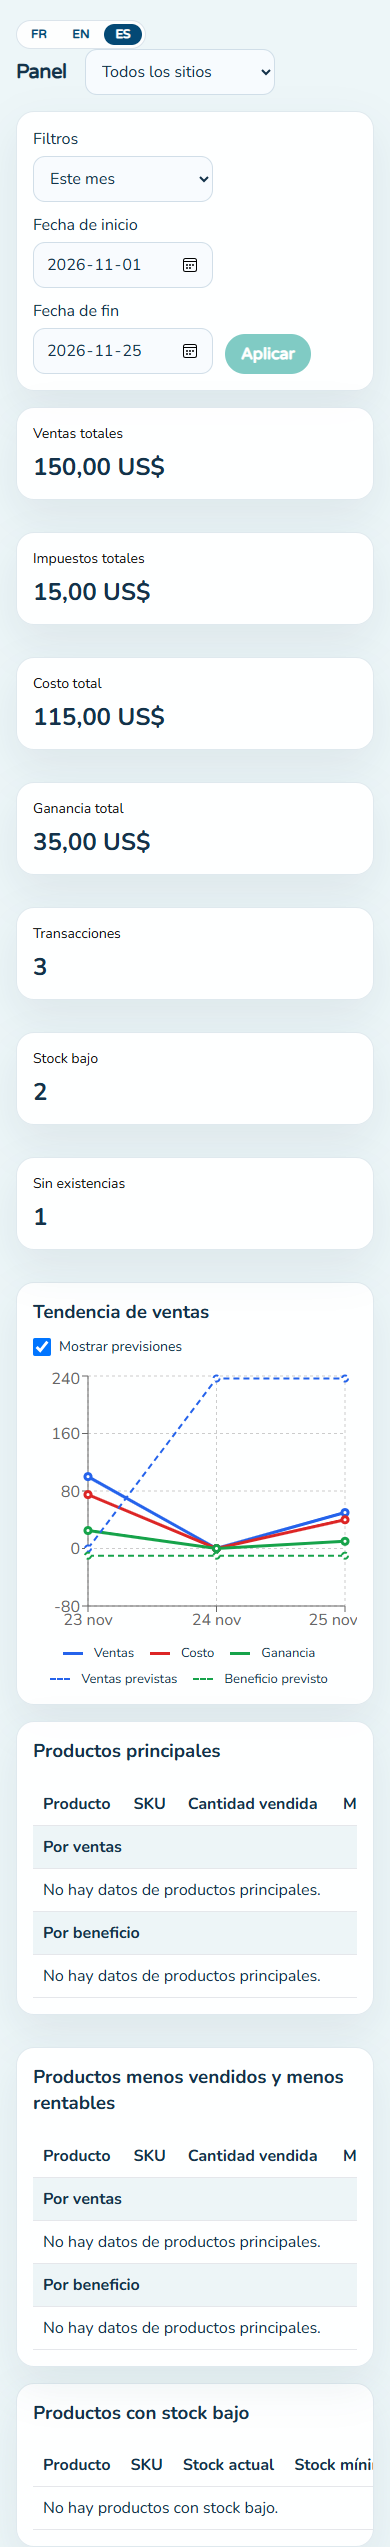 FR EN ES
Panel Todos los sitios
Filtros
Este mes
Fecha de inicio
2026-11-01
Fecha de fin
2026-11-25 Aplicar
Ventas totales
150,00 US$
Impuestos totales
15,00 US$
Costo total
115,00 US$
Ganancia total
35,00 US$
Transacciones
3
Stock bajo
2
Sin existencias
1
Tendencia de ventas
Mostrar previsiones
240
160
80
0
-80
23 nov 24 nov 25 nov
Ventas Costo Ganancia
Ventas previstas Beneficio previsto
Productos principales
Producto SKU Cantidad vendida M
Por ventas
No hay datos de productos principales.
Por beneficio
No hay datos de productos principales.
Productos menos vendidos y menos
rentables
Producto SKU Cantidad vendida M
Por ventas
No hay datos de productos principales.
Por beneficio
No hay datos de productos principales.
Productos con stock bajo
Producto SKU Stock actual Stock míni
No hay productos con stock bajo.